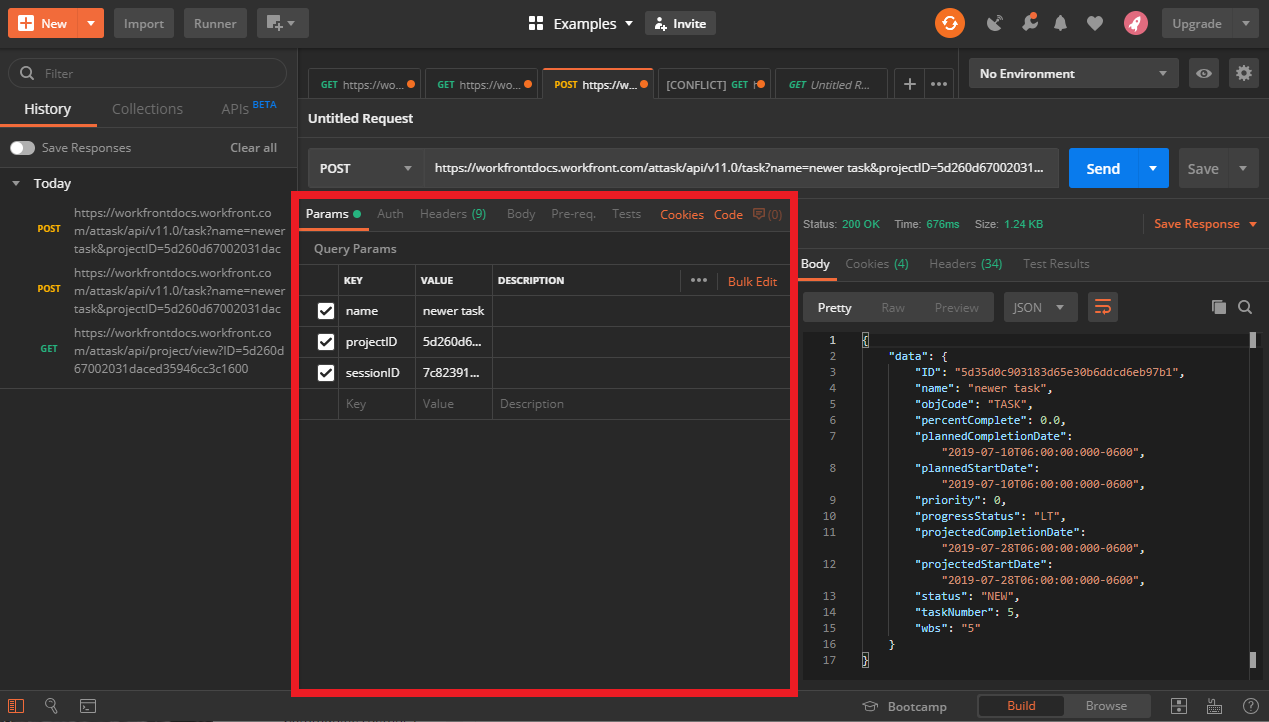 New Import Runner Examples Invite Upgrade
Filter
History Collections APIs BETA
Save Responses Clear all
Today
POST https://workfrontdocs.workfront.co
m/attask/api/v11.0/task?name=newer
task&projectID=5d260d67002031dac
POST https://workfrontdocs.workfront.co
m/attask/api/v11.0/task?name=newer
task&projectID=5d260d67002031dac
GET https://workfrontdocs.workfront.co
m/attask/api/project/view?ID=5d260d
67002031daced35946cc3c1600
GET https://wo... GET https://wo... POST https://w... [CONFLICT] GET h Untitled R... GET
No Environment
Untitled Request
POST https://workfrontdocs.workfront.com/attask/api/v11.0/task?name=newer task&projectID=5d260d67002031... Send Save
Params Auth Headers (9) Body Pre-req. Tests Cookies Code (0)
Query Params
KEY VALUE DESCRIPTION Bulk Edit
name newer task
projectID 5d260d6...
sessionID 7c82391...
Key Value Description
Status: 200 OK Time: 676ms Size: 1.24 KB Save Response
Body Cookies (4) Headers (34) Test Results
Pretty Raw Preview JSON
1 {
2 "data": {
3 "ID": "5d35d0c903183d65e30b6ddcd6eb97b1",
4 "name": "newer task",
5 "objCode": "TASK",
6 "percentComplete": 0.0,
7 "plannedCompletionDate":
"2019-07-10T06:00:00:000-0600",
8 "plannedStartDate":
"2019-07-10T06:00:00:000-0600",
9 "priority": 0,
10 "progressStatus": "LT",
11 "projectedCompletionDate":
"2019-07-28T06:00:00:000-0600",
12 "projectedStartDate":
"2019-07-28T06:00:00:000-0600",
13 "status": "NEW",
14 "taskNumber": 5,
15 "wbs": "5"
16 }
17 }
Bootcamp Build Browse